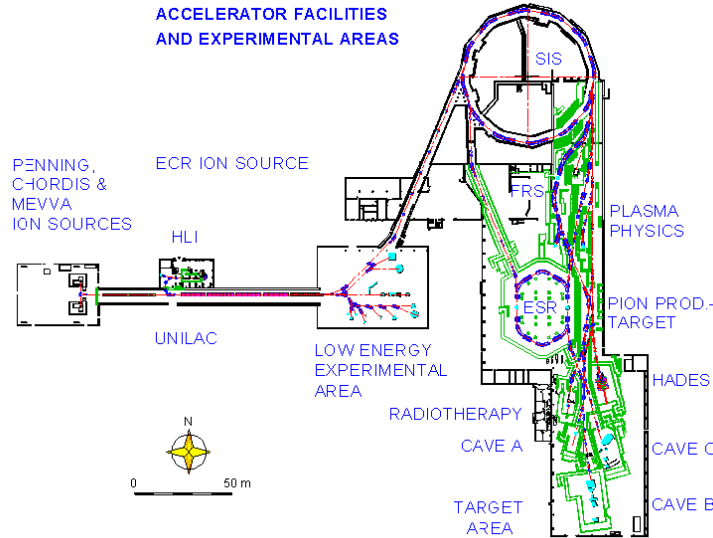 ACCELERATOR FACILITIES
AND EXPERIMENTAL AREAS
SIS
PENNING,
CHORDIS &
MEVVA
ION SOURCES
ECR ION SOURCE
HLI
FRS
PLASMA
PHYSICS
UNILAC
ESR
PION PROD.-
TARGET
LOW ENERGY
EXPERIMENTAL
AREA
HADES
RADIOTHERAPY
CAVE A
CAVE C
CAVE B
TARGET
AREA
N
0 50 m